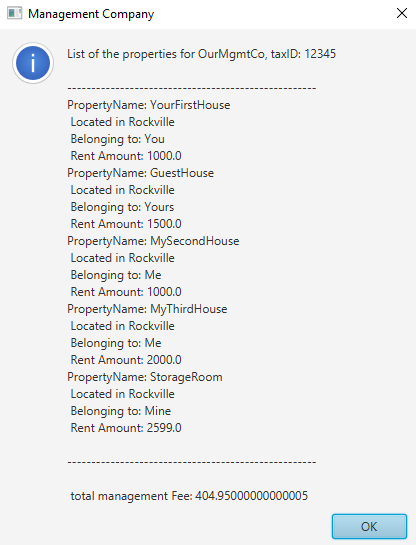 Management Company
List of the properties for OurMgmtCo, taxID: 12345
------------------------------------------------------
PropertyName: YourFirstHouse
Located in Rockville
Belonging to: You
Rent Amount: 1000.0
PropertyName: GuestHouse
Located in Rockville
Belonging to: Yours
Rent Amount: 1500.0
PropertyName: MySecondHouse
Located in Rockville
Belonging to: Me
Rent Amount: 1000.0
PropertyName: MyThirdHouse
Located in Rockville
Belonging to: Me
Rent Amount: 2000.0
PropertyName: StorageRoom
Located in Rockville
Belonging to: Mine
Rent Amount: 2599.0
------------------------------------------------------
total management Fee: 404.95000000000005
OK